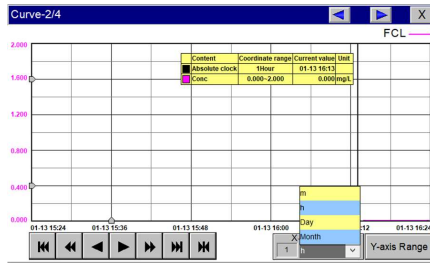 Curve-2/4 X
FCL
2.000
Content Coordinate range Current value Unit
Absolute clock 1Hour 01-13 16:13
Conc 0.000~2.000 0.000 mg/L
1.600
1.200
0.800
0.400
0.000
m
h
Day
Month
01-13 15:24 01-13 15:36 01-13 15:48 01-13 16:00 :12 01-13 16:24
X
1 h Y-axis Range